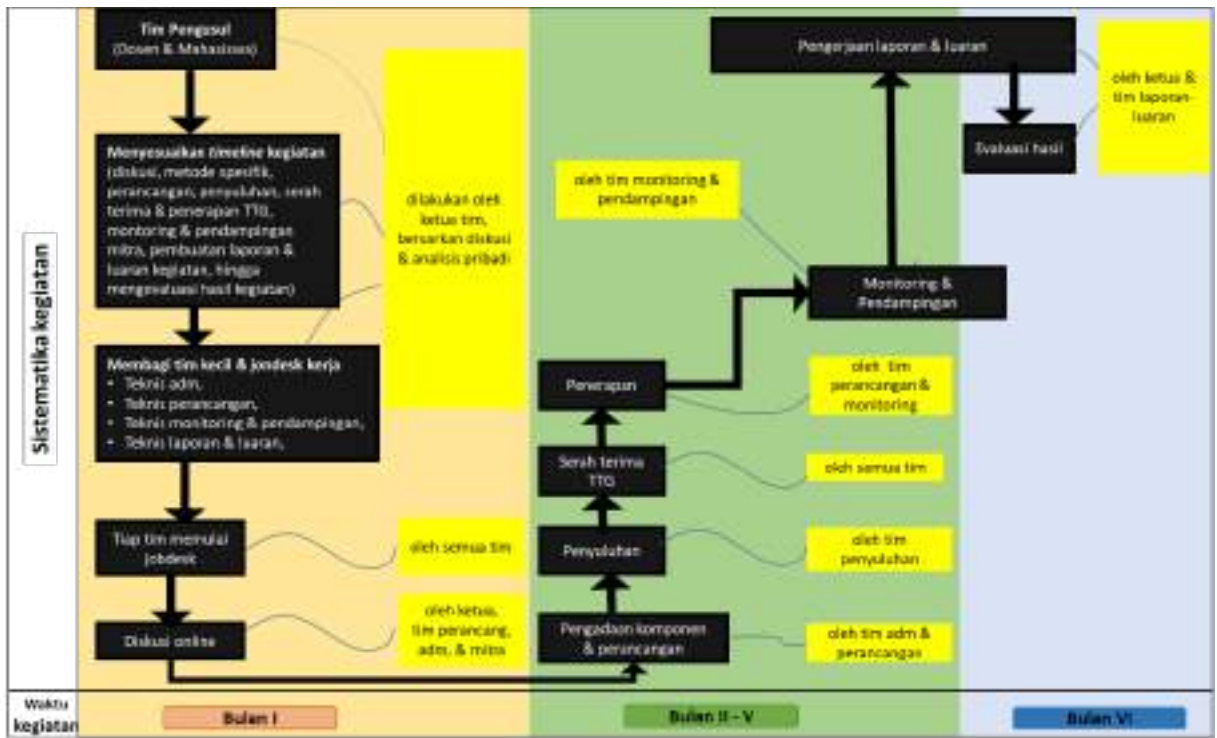 Sistematika kegiatan
Tim Pengusul
(Dosen & Mahasiswa)
Menyesuaikan timeline kegiatan
(diskusi, metode spesifik,
perancangan, penyuluhan, serah
terima & penerapan TTG,
montoring & pendampingan
mitra, pembuatan laporan &
luaran kegiatan, hingga
mengevaluasi hasil kegiatan)
Membagi tim kecil & jondesk kerja
• Teknis adm,
• Teknis perancangan,
• Teknis monitoring & pendampingan,
• Teknis laporan & luaran,
Tiap tim memulai
jobdesk
Diskusi online
dilakukan oleh
ketua tim,
bersarkan diskusi
& analisis pribadi
oleh semua tim
oleh ketua,
tim perancang,
adm, & mitra
Pengadaan komponen
& perancangan
oleh tim adm &
perancangan
Penyuluhan
oleh tim
penyuluhan
Serah terima
TTG
oleh semua tim
Penerapan
oleh tim
perancangan &
monitoring
Monitoring &
Pendampingan
oleh tim monitoring &
pendampingan
Pengerjaan laporan & luaran
Evaluasi hasil
oleh ketua &
tim laporan-
luaran
Waktu
kegiatan
Bulan I
Bulan II - V
Bulan VI